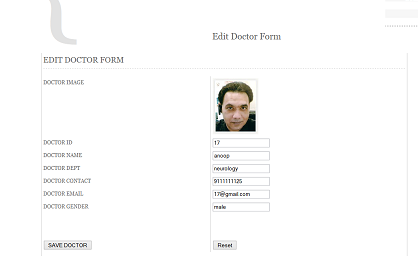 Edit Doctor Form
EDIT DOCTOR FORM
DOCTOR IMAGE
DOCTOR ID 17
DOCTOR NAME anoop
DOCTOR DEPT neurology
DOCTOR CONTACT 9111111125
DOCTOR EMAIL 17@gmail.com
DOCTOR GENDER male
SAVE DOCTOR Reset